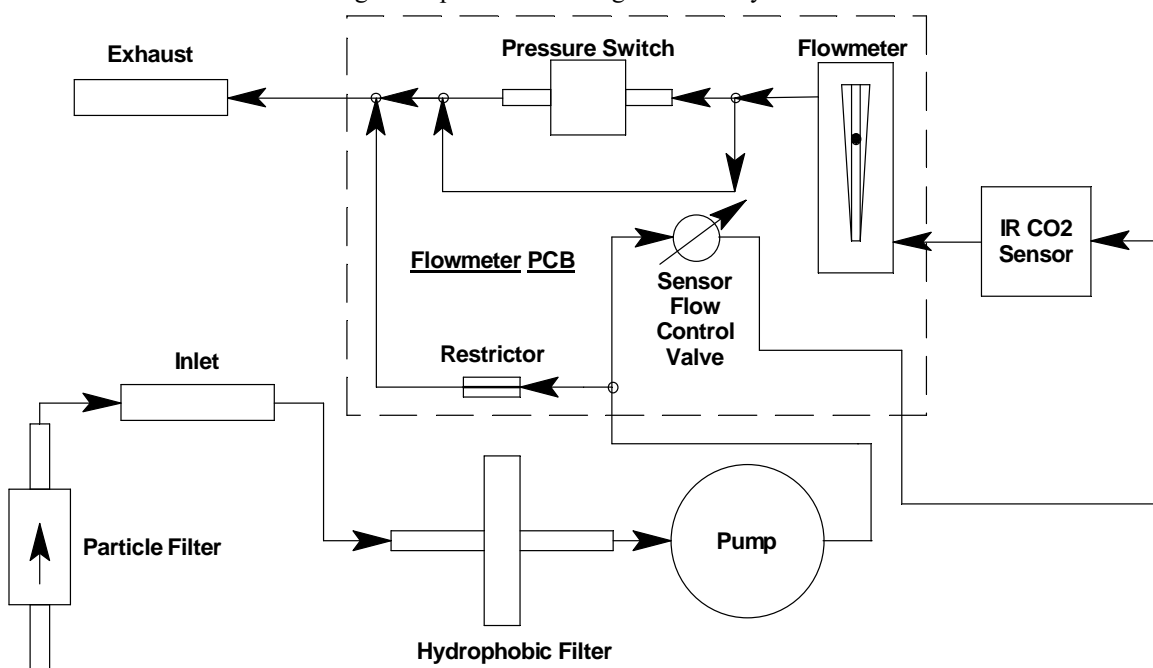 Pressure Switch
Flowmeter
Exhaust
IR CO2
Sensor
Flowmeter PCB
Sensor
Flow
Control
Valve
Restrictor
Inlet
Particle Filter
Pump
Hydrophobic Filter